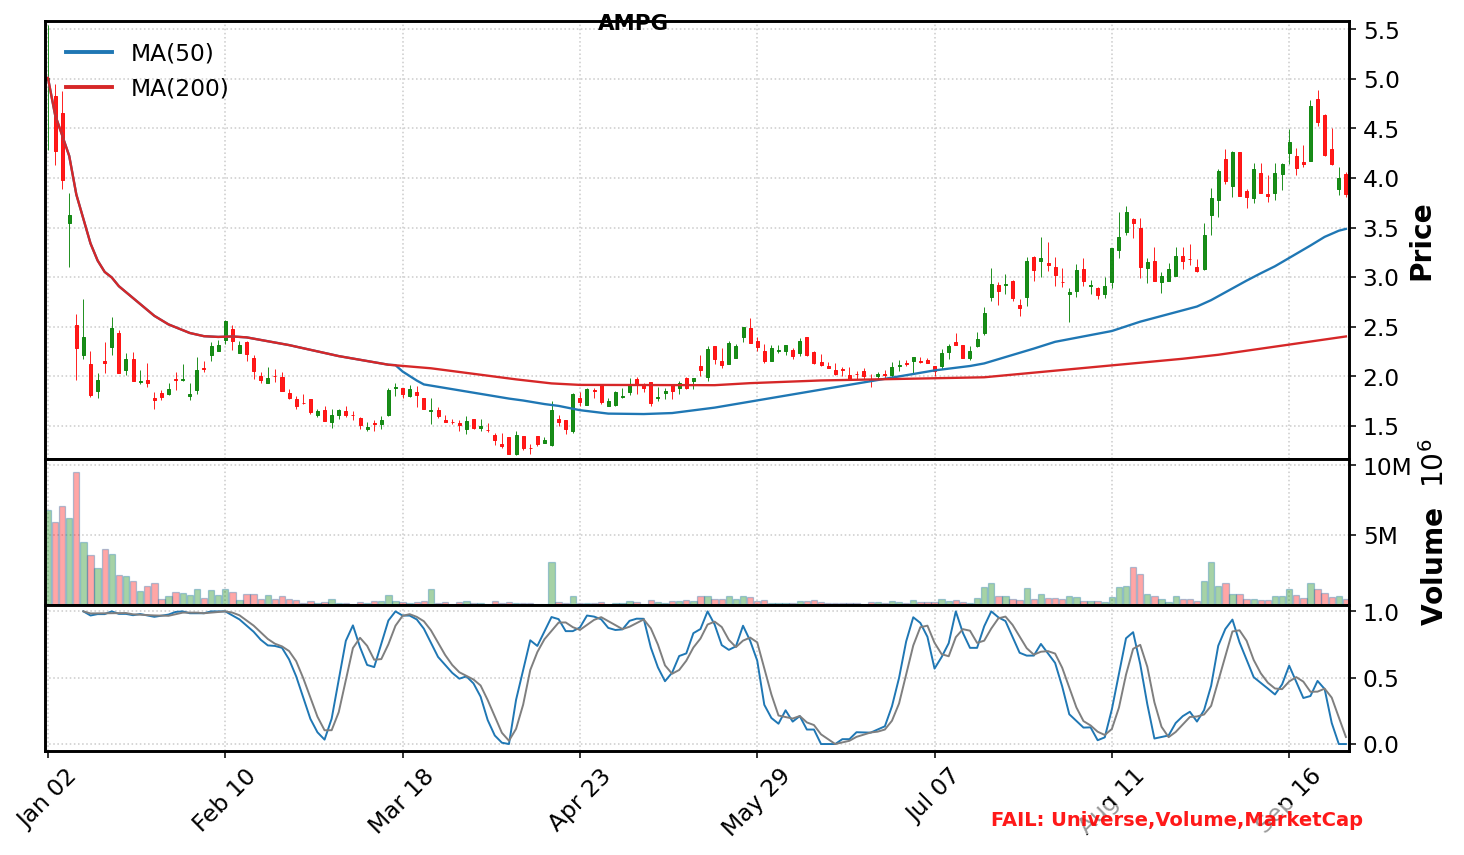 AMPG
MA(50)
MA(200)
5.5
5.0
4.5
4.0
3.5
3.0
2.5
2.0
1.5
Price
10M
5M
Volume 10⁶
1.0
0.5
0.0
Jan 02
Feb 10
Mar 18
Apr 23
May 29
Jul 07
Aug 11
Sep 16
FAIL: Universe,Volume,MarketCap